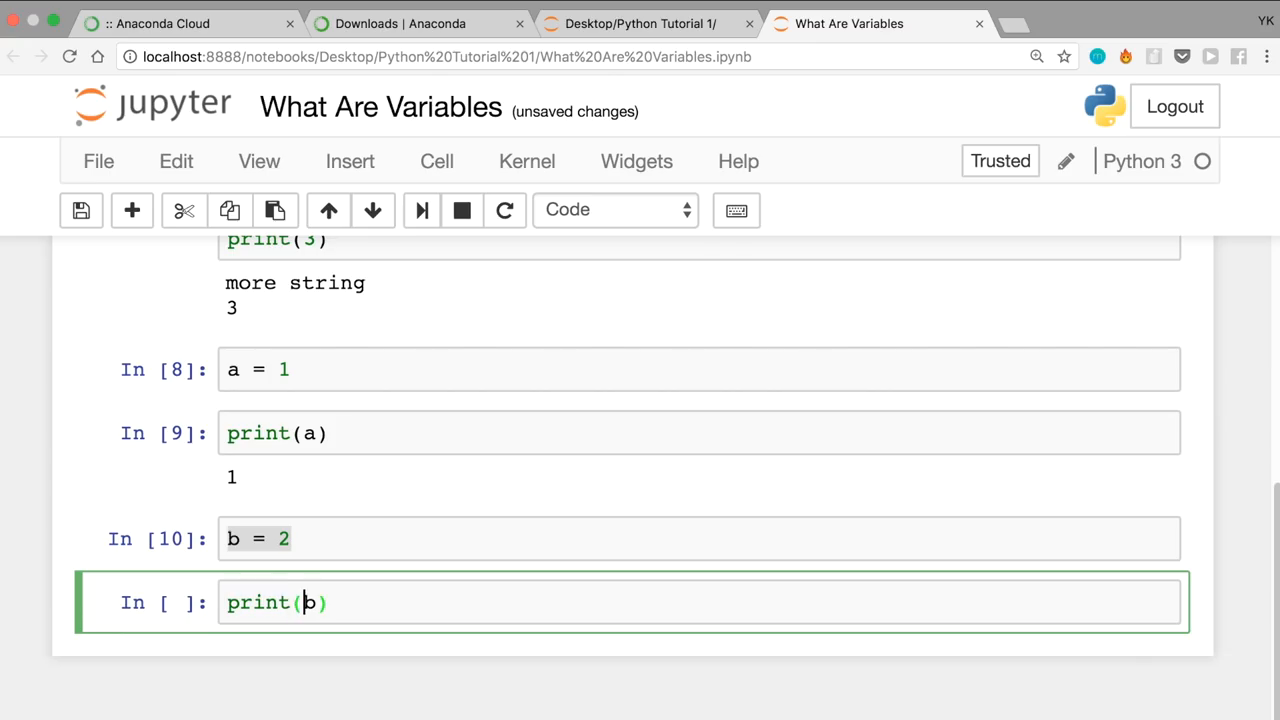 :: Anaconda Cloud
Downloads | Anaconda
Desktop/Python Tutorial 1/
What Are Variables
YK
localhost:8888/notebooks/Desktop/Python%20Tutorial%201/What%20Are%20Variables.ipynb
jupyter What Are Variables (unsaved changes)
Logout
File Edit View Insert Cell Kernel Widgets Help
Trusted
Python 3
Code
print(3)
more string
3
In [8]: a = 1
In [9]: print(a)
1
In [10]: b = 2
In [ ]: print(b)